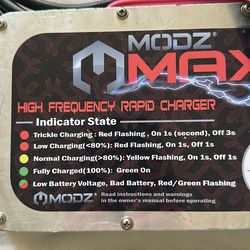 MODZ®
MAX
HIGH FREQUENCY RAPID CHARGER
Indicator State
Trickle Charging : Red Flashing , On 1s (second), Off 3s
Low Charging (<80%): Red Flashing, On 1s, Off 1s
Normal Charging(>80%): Yellow Flashing, On 1s, Off 1s
Fully Charged(100%): Green On
Low Battery Voltage, Bad Battery, Red/Green Flashing
MODZ® Read instructions and warnings
in the owner's manual before operating